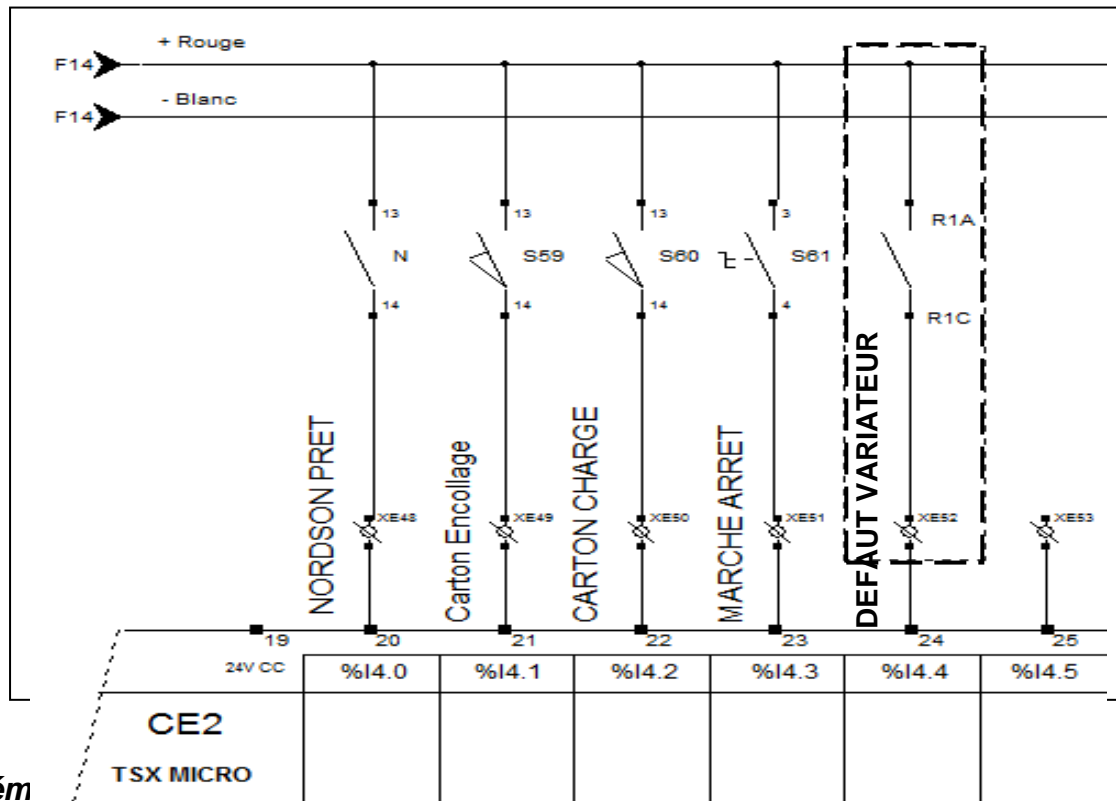 + Rouge
F14
- Blanc
F14
13 13 13 3 R1A
N S59 S60 S61
14 14 14 4 R1C
NORDSON PRET
Carton Encollage
CARTON CHARGE
MARCHE ARRET
DEFAUT VARIATEUR
XE48 XE49 XE50 XE51 XE52 XE53
19 20 21 22 23 24 25
24V CC %I4.0 %I4.1 %I4.2 %I4.3 %I4.4 %I4.5
CE2
TSX MICRO
ém